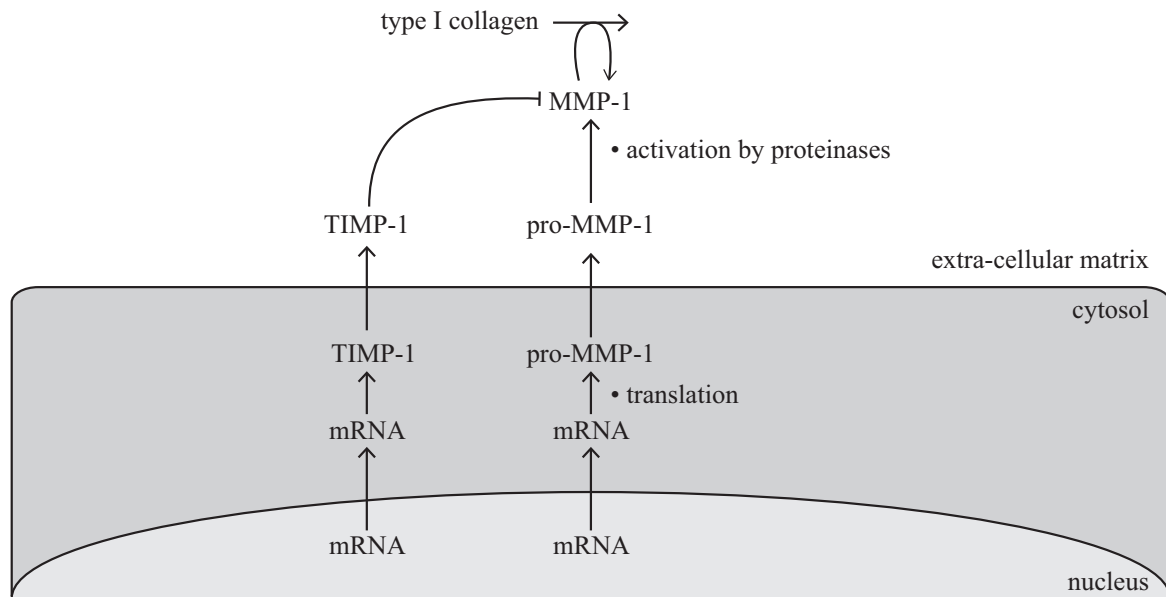 type I collagen
MMP-1
• activation by proteinases
TIMP-1
pro-MMP-1
extra-cellular matrix
cytosol
TIMP-1
pro-MMP-1
• translation
mRNA
mRNA
mRNA
mRNA
nucleus